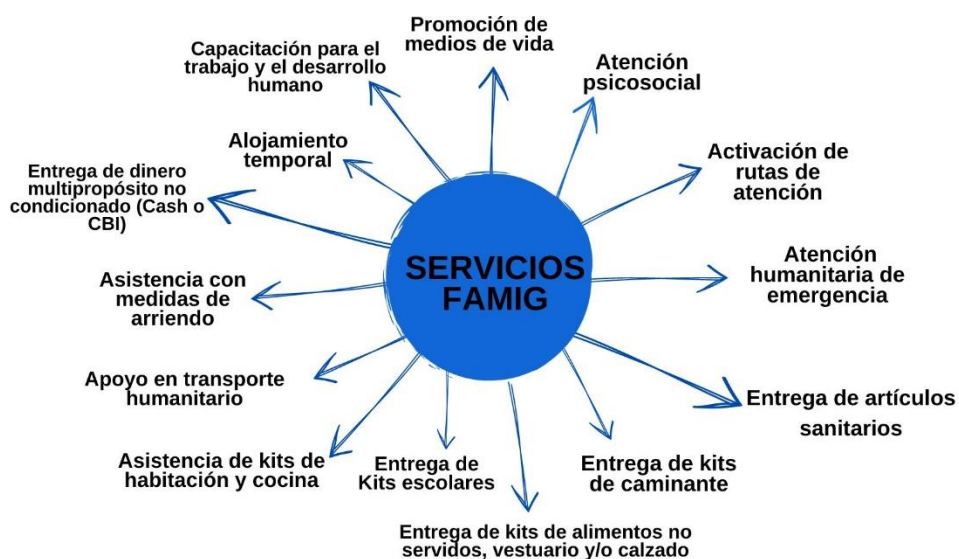 SERVICIOS
FAMIG
Promoción de
medios de vida
Atención
psicosocial
Activación de
rutas de
atención
Atención
humanitaria de
emergencia
Entrega de artículos
sanitarios
Entrega de kits
de caminante
Entrega de kits de alimentos no
servidos, vestuario y/o calzado
Entrega de
Kits escolares
Asistencia de kits de
habitación y cocina
Apoyo en transporte
humanitario
Asistencia con
medidas de
arriendo
Entrega de dinero
multipropósito no
condicionado (Cash o
CBI)
Alojamiento
temporal
Capacitación para el
trabajo y el desarrollo
humano